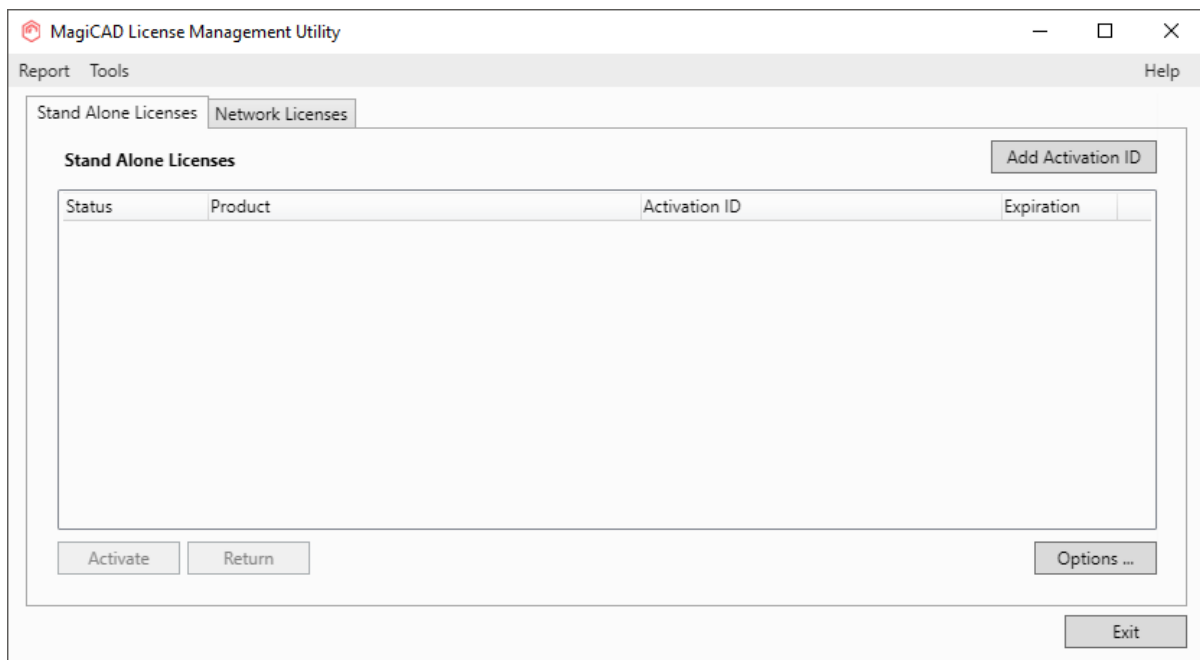 MagiCAD License Management Utility
Report Tools Help
Stand Alone Licenses Network Licenses
Stand Alone Licenses Add Activation ID
Status Product Activation ID Expiration
Activate Return Options ...
Exit